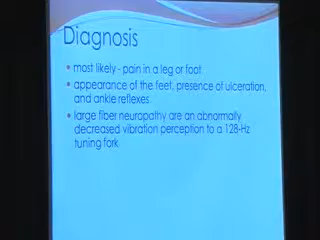 Diagnosis
most likely - pain in a leg or foot
appearance of the feet, presence of ulceration,
and ankle reflexes
large fiber neuropathy are an abnormally
decreased vibration perception to a 128-Hz
tuning fork